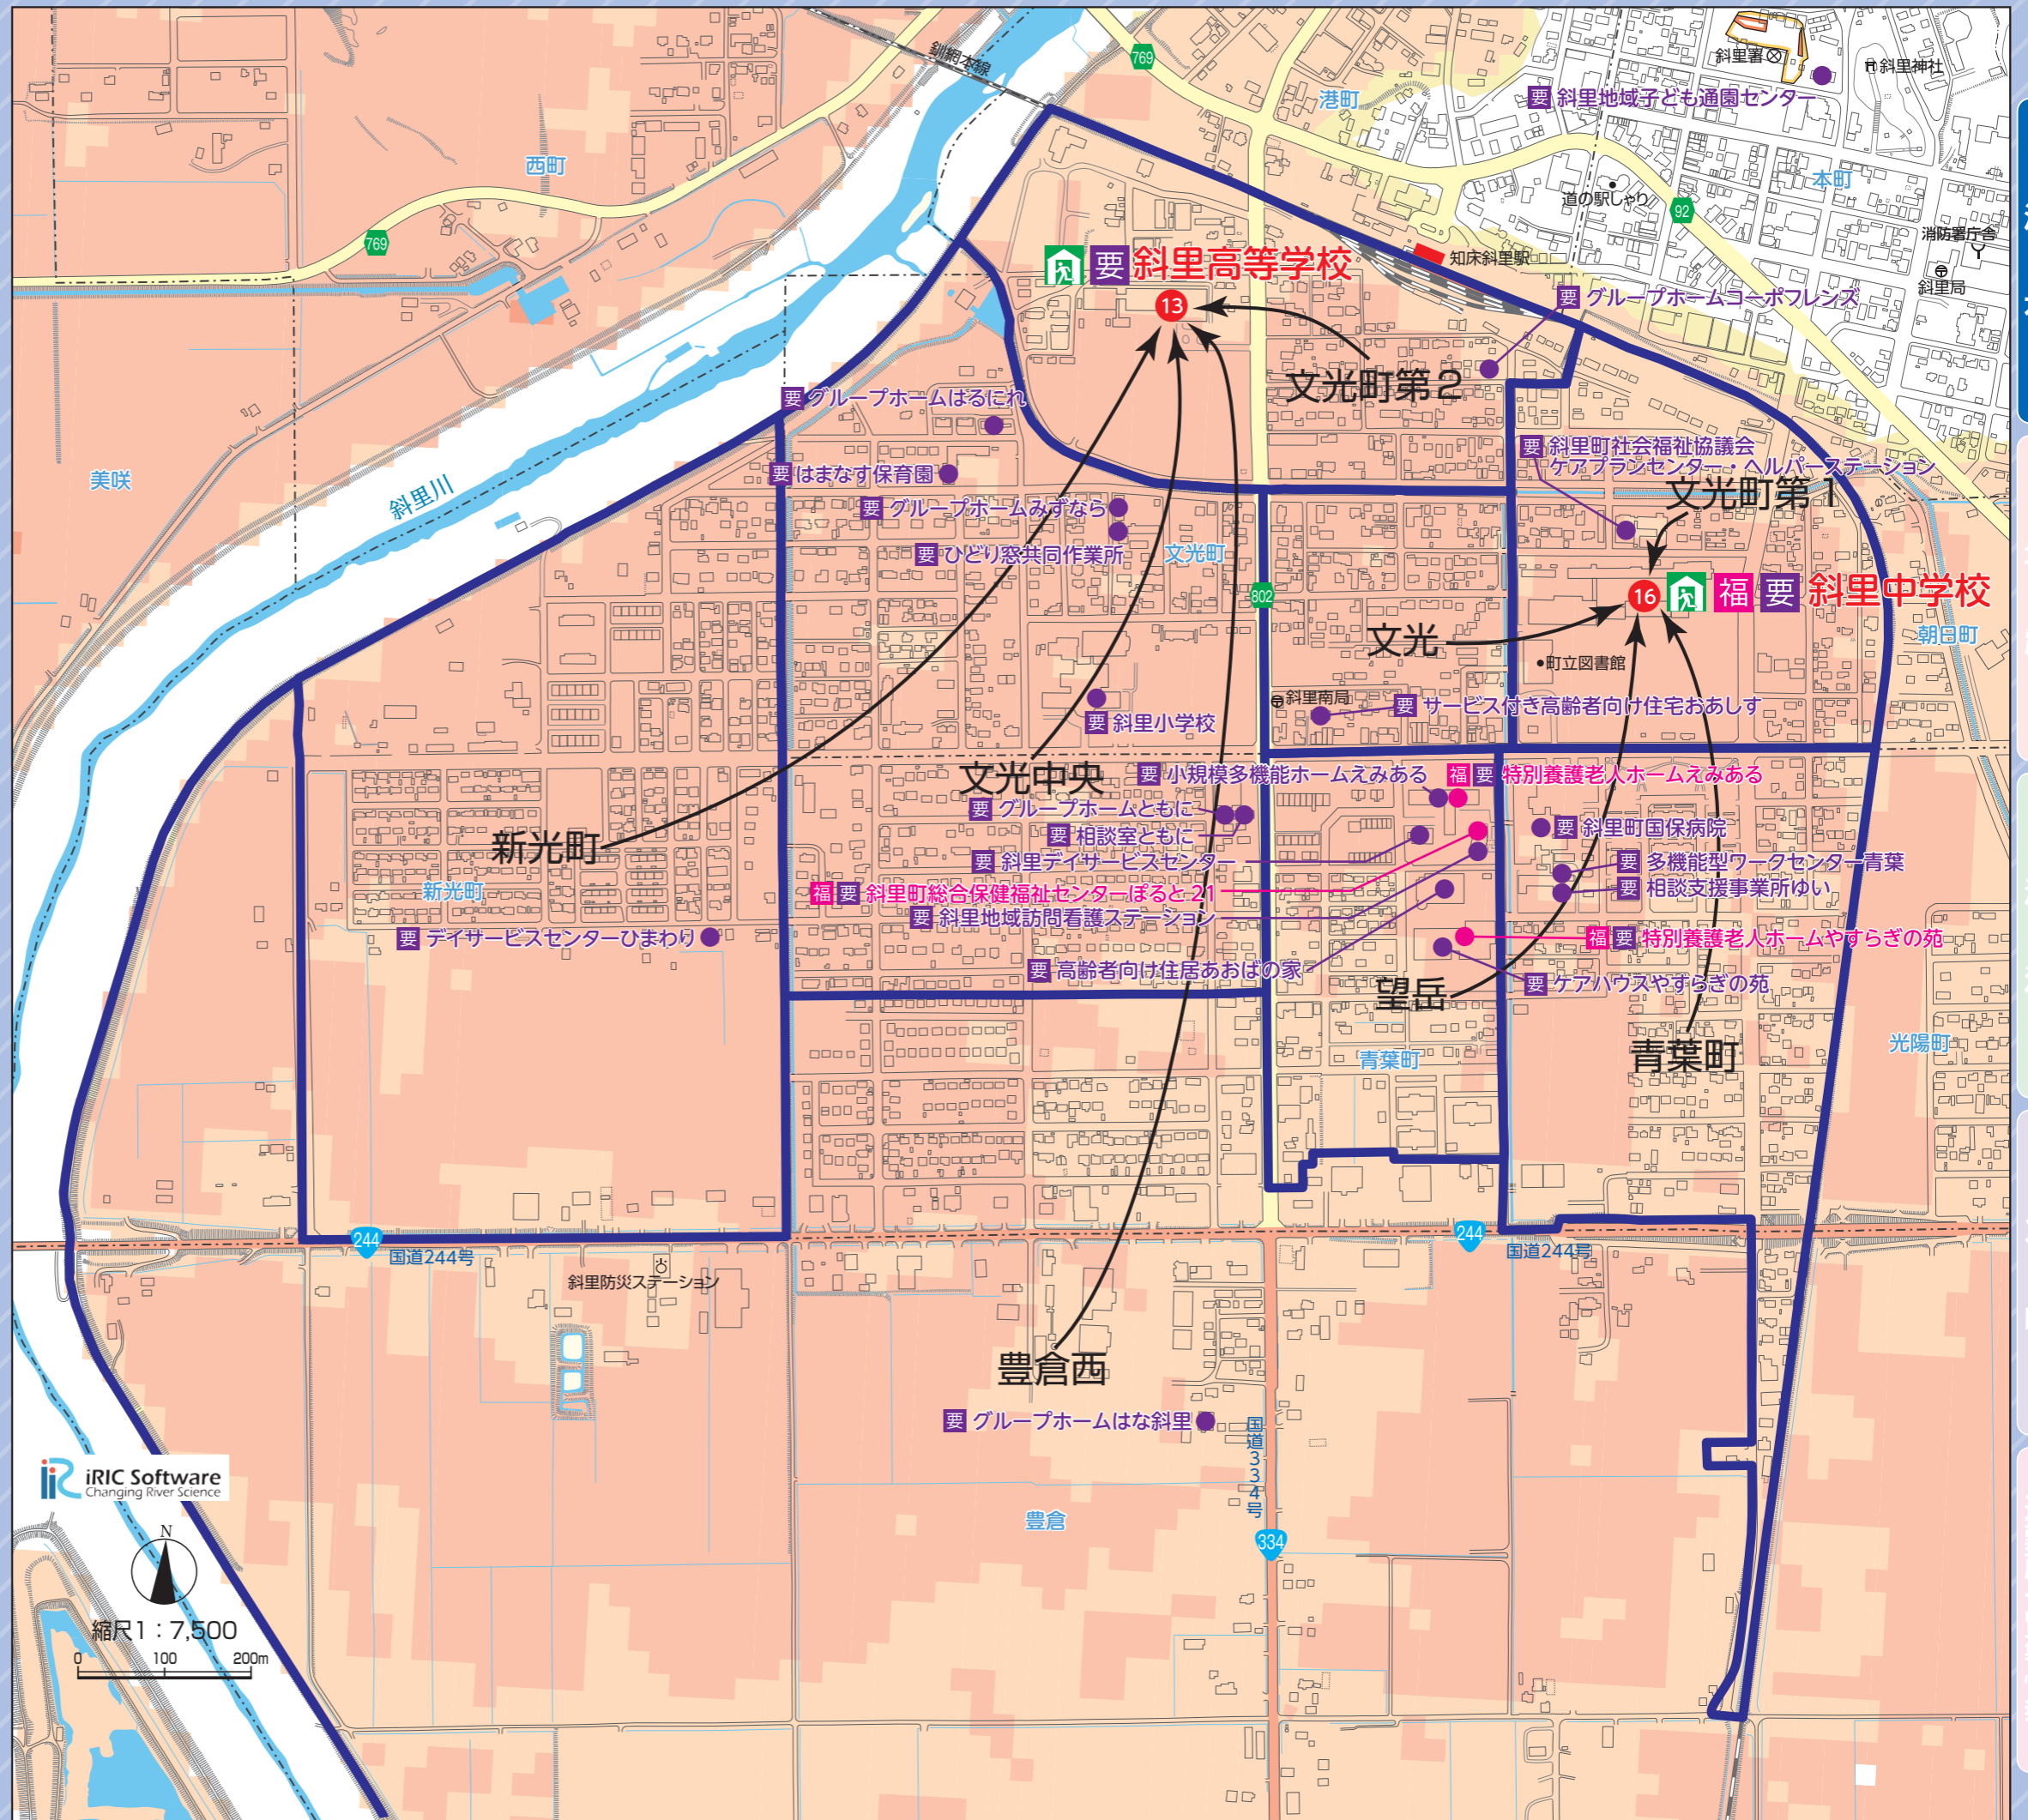 釧網本線
769
港町
斜里署
斜里神社
要 斜里地域子ども通園センター
西町
本町
道の駅しゃり
92
消防署庁舎
斜里局
769
要 斜里高等学校
知床斜里駅
13
要 グループホームコーポフレンズ
文光町第2
要 グループホームはるにれ
要 斜里町社会福祉協議会
ケアプランセンター・ヘルパーステーション
美咲
斜里川
要 はまなす保育園
文光町第1
要 グループホームみずなら
要 ひどり窓共同作業所
文光町
802
16 福 要 斜里中学校
文光
朝日町
町立図書館
斜里南局
要 サービス付き高齢者向け住宅おあしす
要 斜里小学校
文光中央
要 小規模多機能ホームえみある
福 要 特別養護老人ホームえみある
要 グループホームともに
要 相談室ともに
要 斜里町国保病院
新光町
要 斜里デイサービスセンター
要 多機能型ワークセンター青葉
新光町
福 要 斜里町総合保健福祉センターぽると21
要 相談支援事業所ゆい
要 斜里地域訪問看護ステーション
要 デイサービスセンターひまわり
福 要 特別養護老人ホームやすらぎの苑
要 高齢者向け住居あおばの家
要 ケアハウスやすらぎの苑
望岳
青葉町
青葉町
光陽町
244
国道244号
244
国道244号
斜里防災ステーション
豊倉西
要 グループホームはな斜里
国道334号
iRIC Software
Changing River Science
豊倉
334
N
縮尺1：7,500
0 100 200m